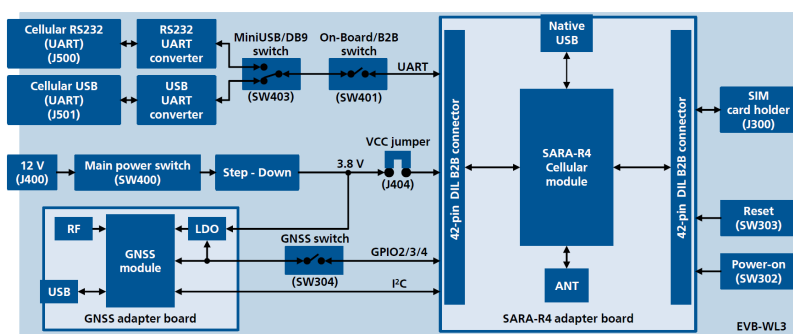 Cellular RS232
(UART)
(J500)
RS232
UART
converter
MiniUSB/DB9
switch
(SW403)
On-Board/B2B
switch
(SW401)
UART
Cellular USB
(UART)
(J501)
USB
UART
converter
12 V
(J400)
Main power switch
(SW400)
Step - Down
3.8 V
VCC jumper
(J404)
RF
GNSS
module
LDO
USB
GNSS adapter board
GNSS switch
(SW304)
GPIO2/3/4
I²C
42-pin DIL B2B connector
Native
USB
SARA-R4
Cellular
module
ANT
SARA-R4 adapter board
42-pin DIL B2B connector
SIM
card holder
(J300)
Reset
(SW303)
Power-on
(SW302)
EVB-WL3